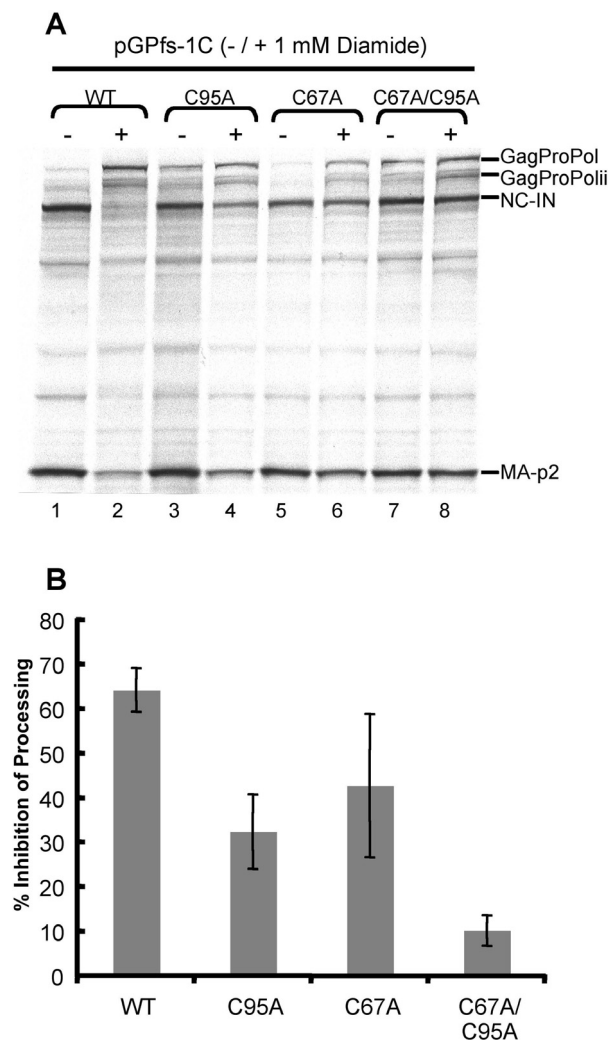 A
pGPfs-1C (- / + 1 mM Diamide)
WT C95A C67A C67A/C95A
- + - + - + - +
GagProPol
GagProPolii
NC-IN
MA-p2
1 2 3 4 5 6 7 8
B
% Inhibition of Processing
80
70
60
50
40
30
20
10
0
WT C95A C67A C67A/
C95A